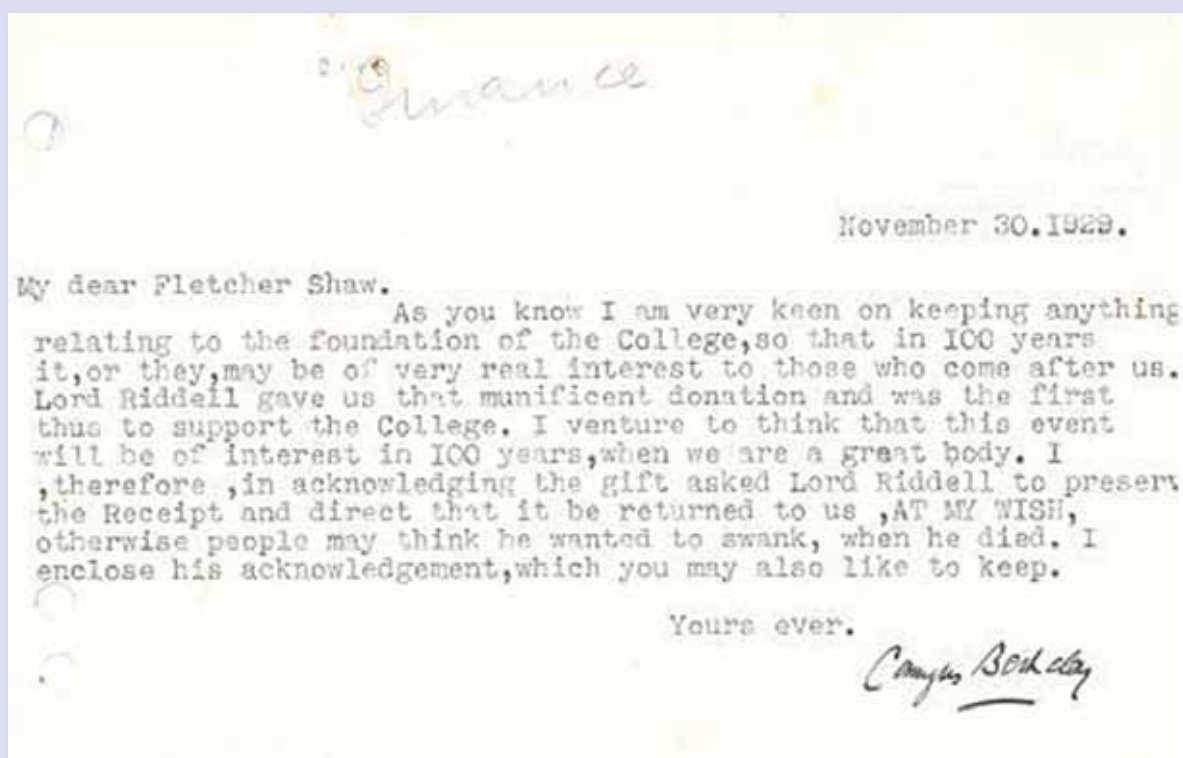 Finance
November 30.I929.
My dear Fletcher Shaw.
As you know I am very keen on keeping anything
relating to the foundation of the College,so that in I00 years
it,or they,may be of very real interest to those who come after us.
Lord Riddell gave us that munificent donation and was the first
thus to support the College. I venture to think that this event
will be of interest in I00 years,when we are a great body. I
,therefore ,in acknowledging the gift asked Lord Riddell to preserv
the Receipt and direct that it be returned to us ,AT MY WISH,
otherwise people may think he wanted to swank, when he died. I
enclose his acknowledgement,which you may also like to keep.
Yours ever.
Comyns Berkeley